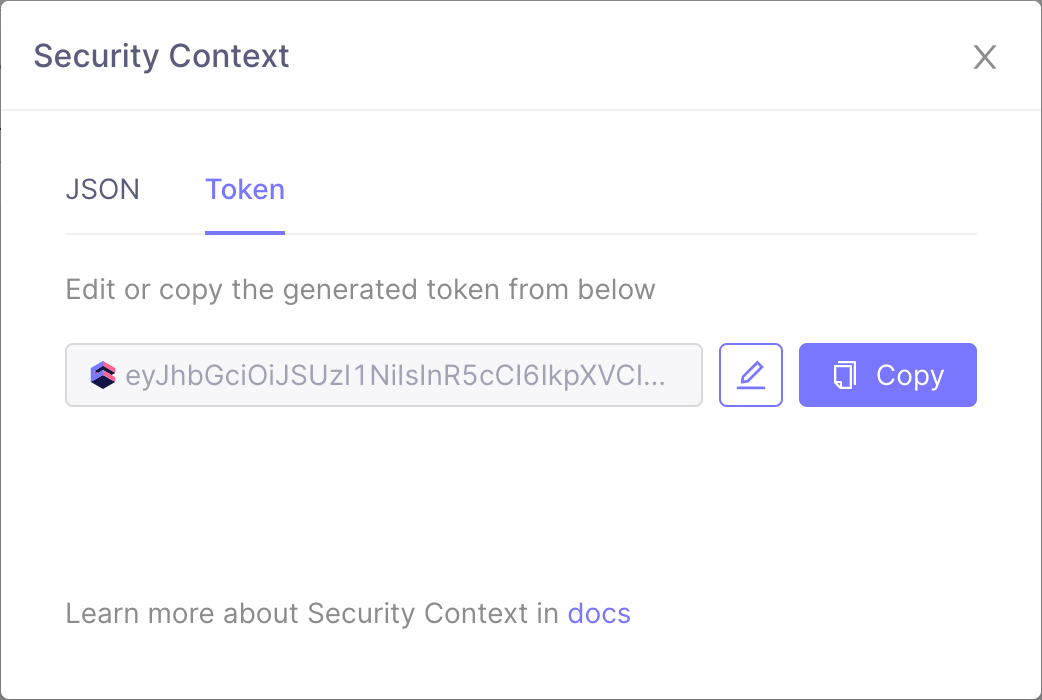 Security Context
JSON
Token
Edit or copy the generated token from below
eyJhbGciOiJSUzI1NiIsInR5cCI6IkpXVCI...
Copy
Learn more about Security Context in docs